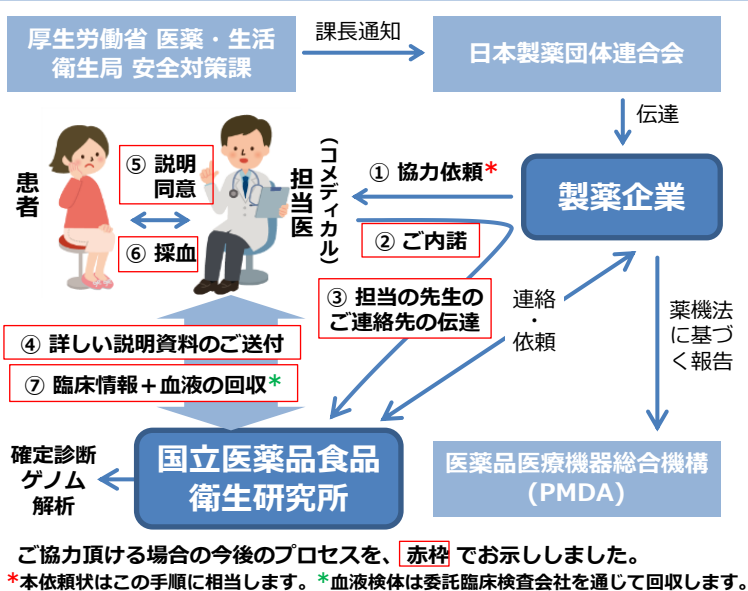 厚生労働省 医薬・生活
衛生局 安全対策課
課長通知
日本製薬団体連合会
伝達
製薬企業
患者
⑤ 説明
同意
⑥ 採血
担当医
(コメディカル)
① 協力依頼*
② ご内諾
③ 担当の先生の
ご連絡先の伝達
連絡
・
依頼
薬機法
に基づ
く報告
④ 詳しい説明資料のご送付
⑦ 臨床情報+血液の回収*
確定診断
ゲノム
解析
国立医薬品食品
衛生研究所
医薬品医療機器総合機構
(PMDA)
ご協力頂ける場合の今後のプロセスを、赤枠 でお示ししました。
*本依頼状はこの手順に相当します。*血液検体は委託臨床検査会社を通じて回収します。